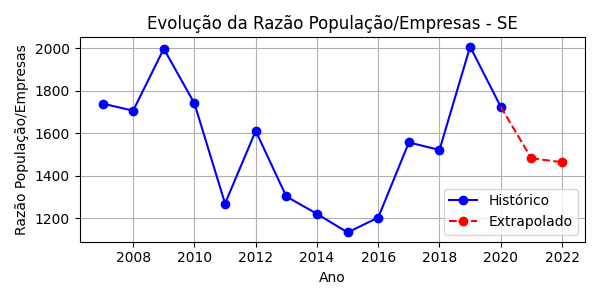 Evolução da Razão População/Empresas - SE
Razão População/Empresas
2000
1800
1600
1400
1200
2008 2010 2012 2014 2016 2018 2020 2022
Ano
Histórico
Extrapolado